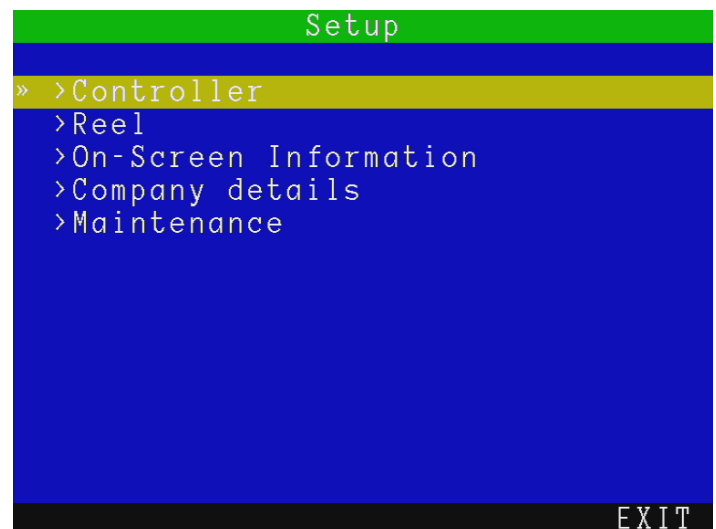 Setup
» >Controller
>Reel
>On-Screen Information
>Company details
>Maintenance
EXIT